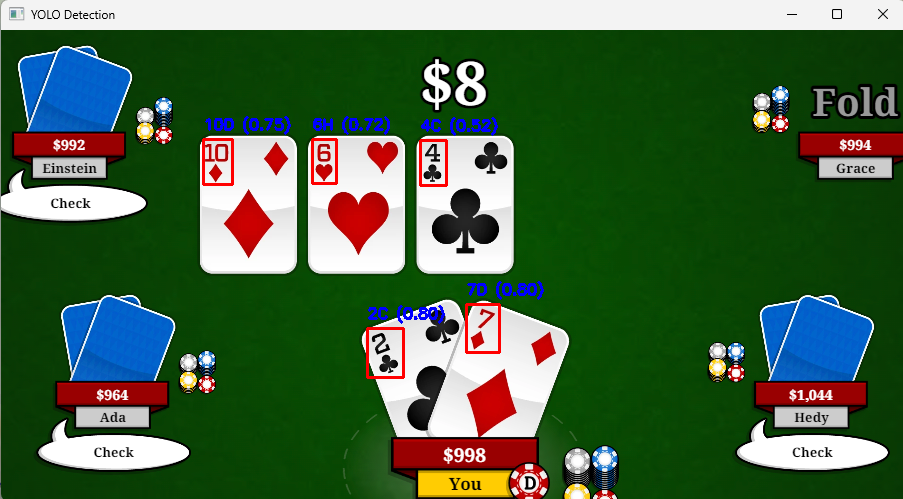 YOLO Detection
$8
Fold
10D (0.75)
6H (0.72)
4C (0.52)
10
6
4
$992
Einstein
Check
$994
Grace
7D (0.80)
2C (0.80)
7
2
$964
Ada
Check
$1,044
Hedy
Check
$998
You
D